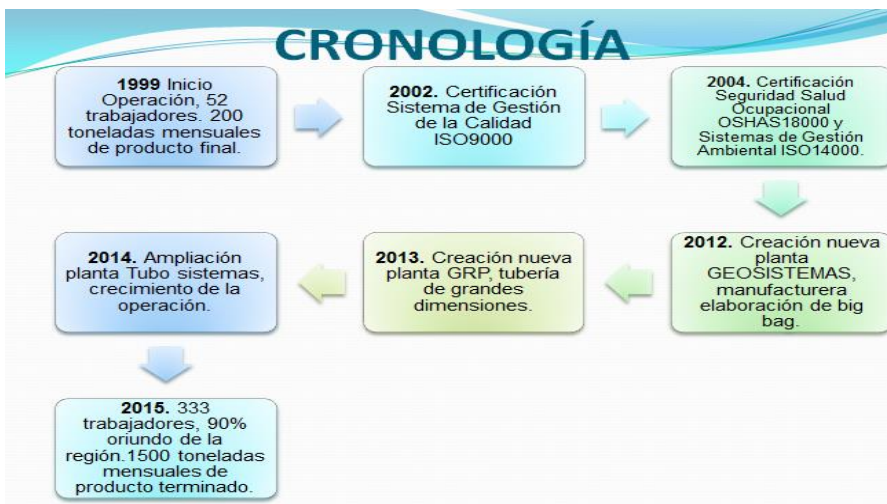 CRONOLOGÍA
1999 Inicio
Operación, 52
trabajadores. 200
toneladas mensuales
de producto final.
2002. Certificación
Sistema de Gestión
de la Calidad
ISO9000
2004. Certificación
Seguridad Salud
Ocupacional
OSHAS18000 y
Sistemas de Gestión
Ambiental ISO14000.
2012. Creación nueva
planta
GEOSISTEMAS,
manufacturera
elaboración de big
bag.
2013. Creación nueva
planta GRP, tubería
de grandes
dimensiones.
2014. Ampliación
planta Tubo sistemas,
crecimiento de la
operación.
2015. 333
trabajadores, 90%
oriundo de la
región.1500 toneladas
mensuales de
producto terminado.